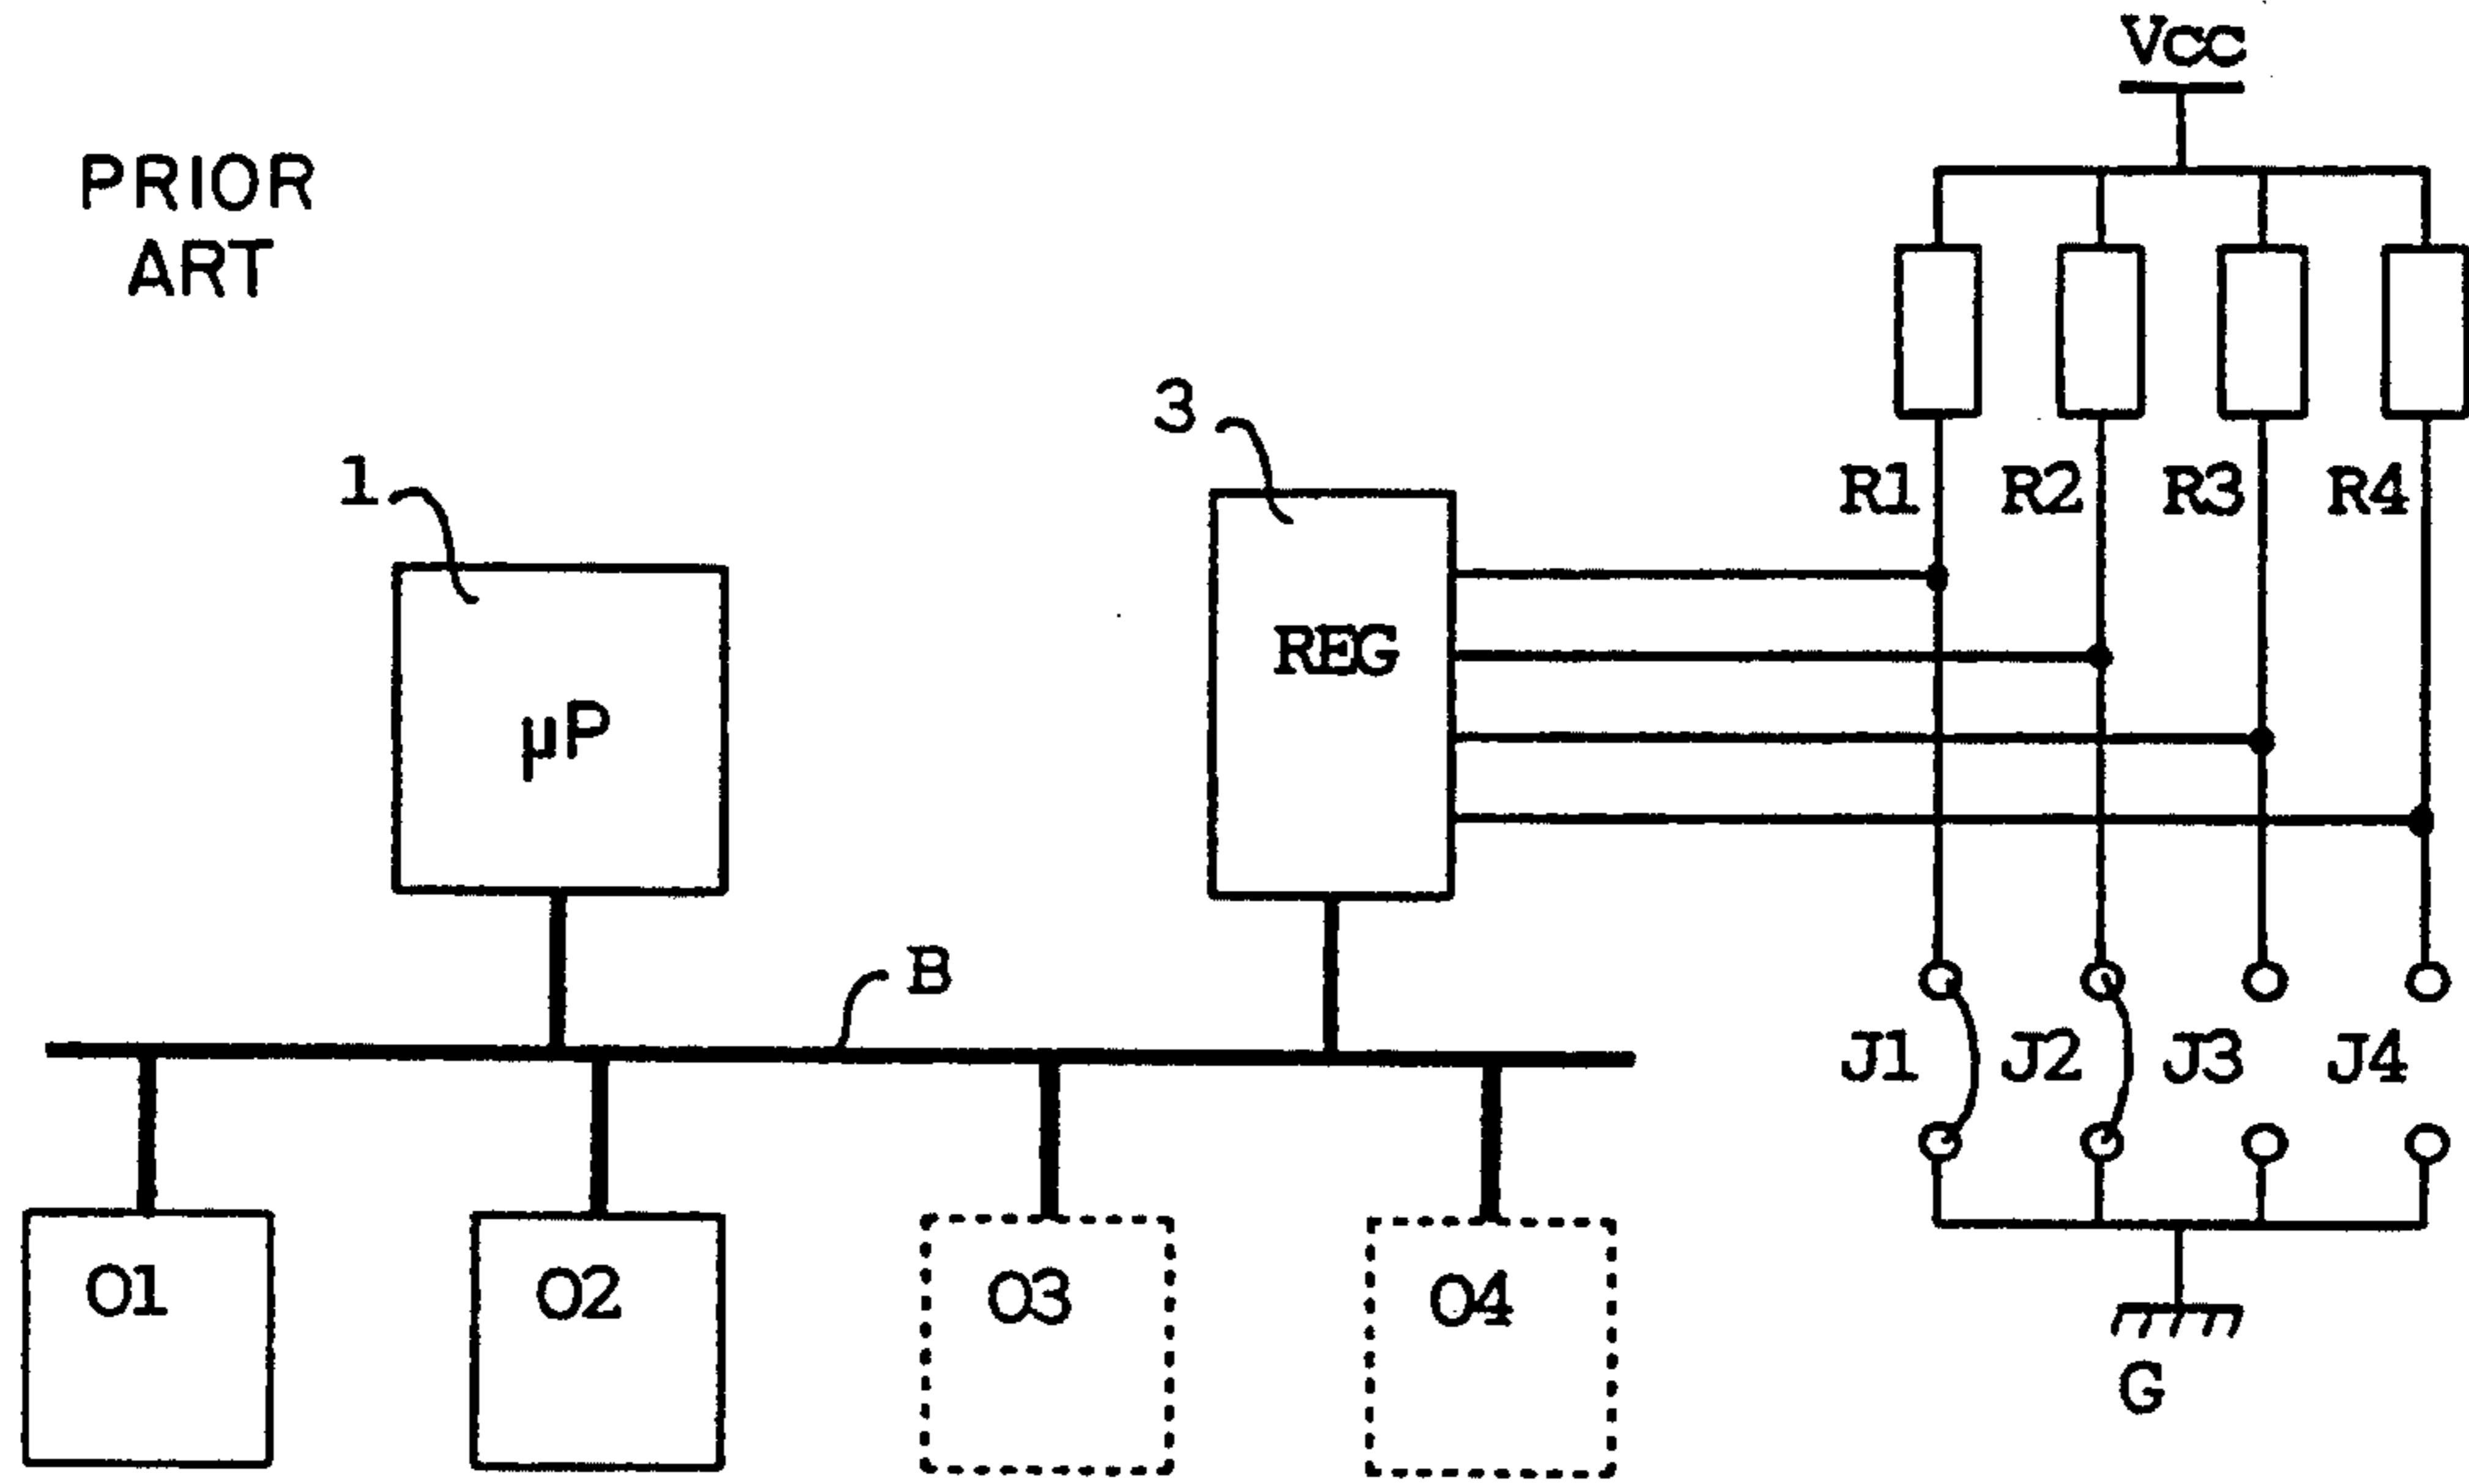 PRIOR
ART
Vcc
3
1
R1 R2 R3 R4
REG
µP
B
J1 J2 J3 J4
O1 O2 O3 O4
G